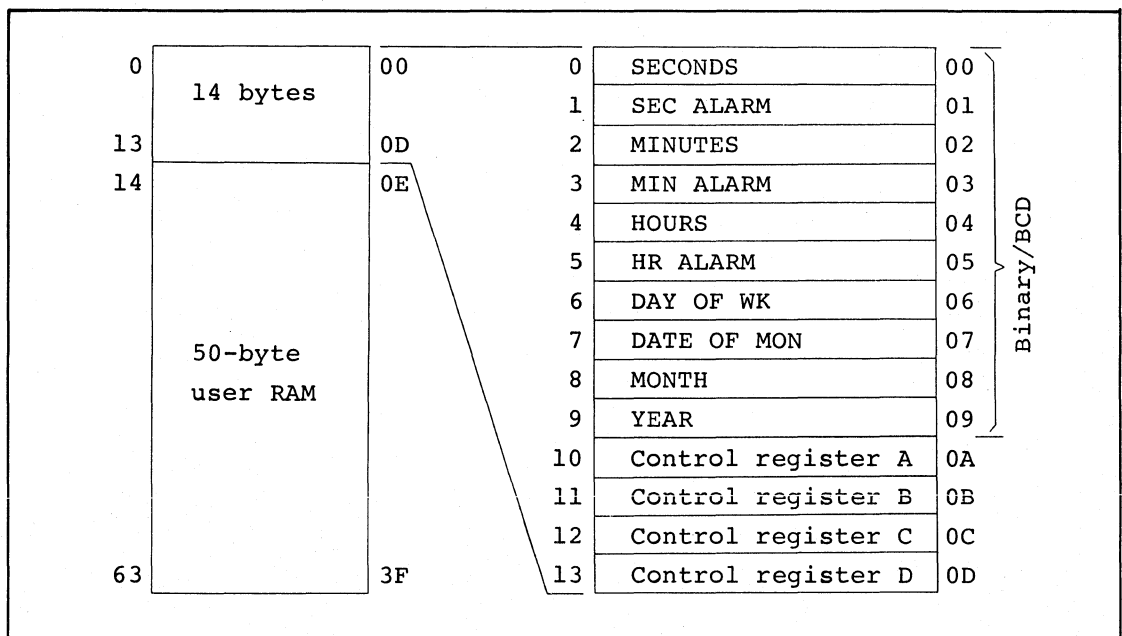 0 00
14 bytes
13 0D
14 0E
50-byte
user RAM
63 3F
0 SECONDS 00
1 SEC ALARM 01
2 MINUTES 02
3 MIN ALARM 03
4 HOURS 04
5 HR ALARM 05
6 DAY OF WK 06
7 DATE OF MON 07
8 MONTH 08
9 YEAR 09
10 Control register A 0A
11 Control register B 0B
12 Control register C 0C
13 Control register D 0D
Binary/BCD